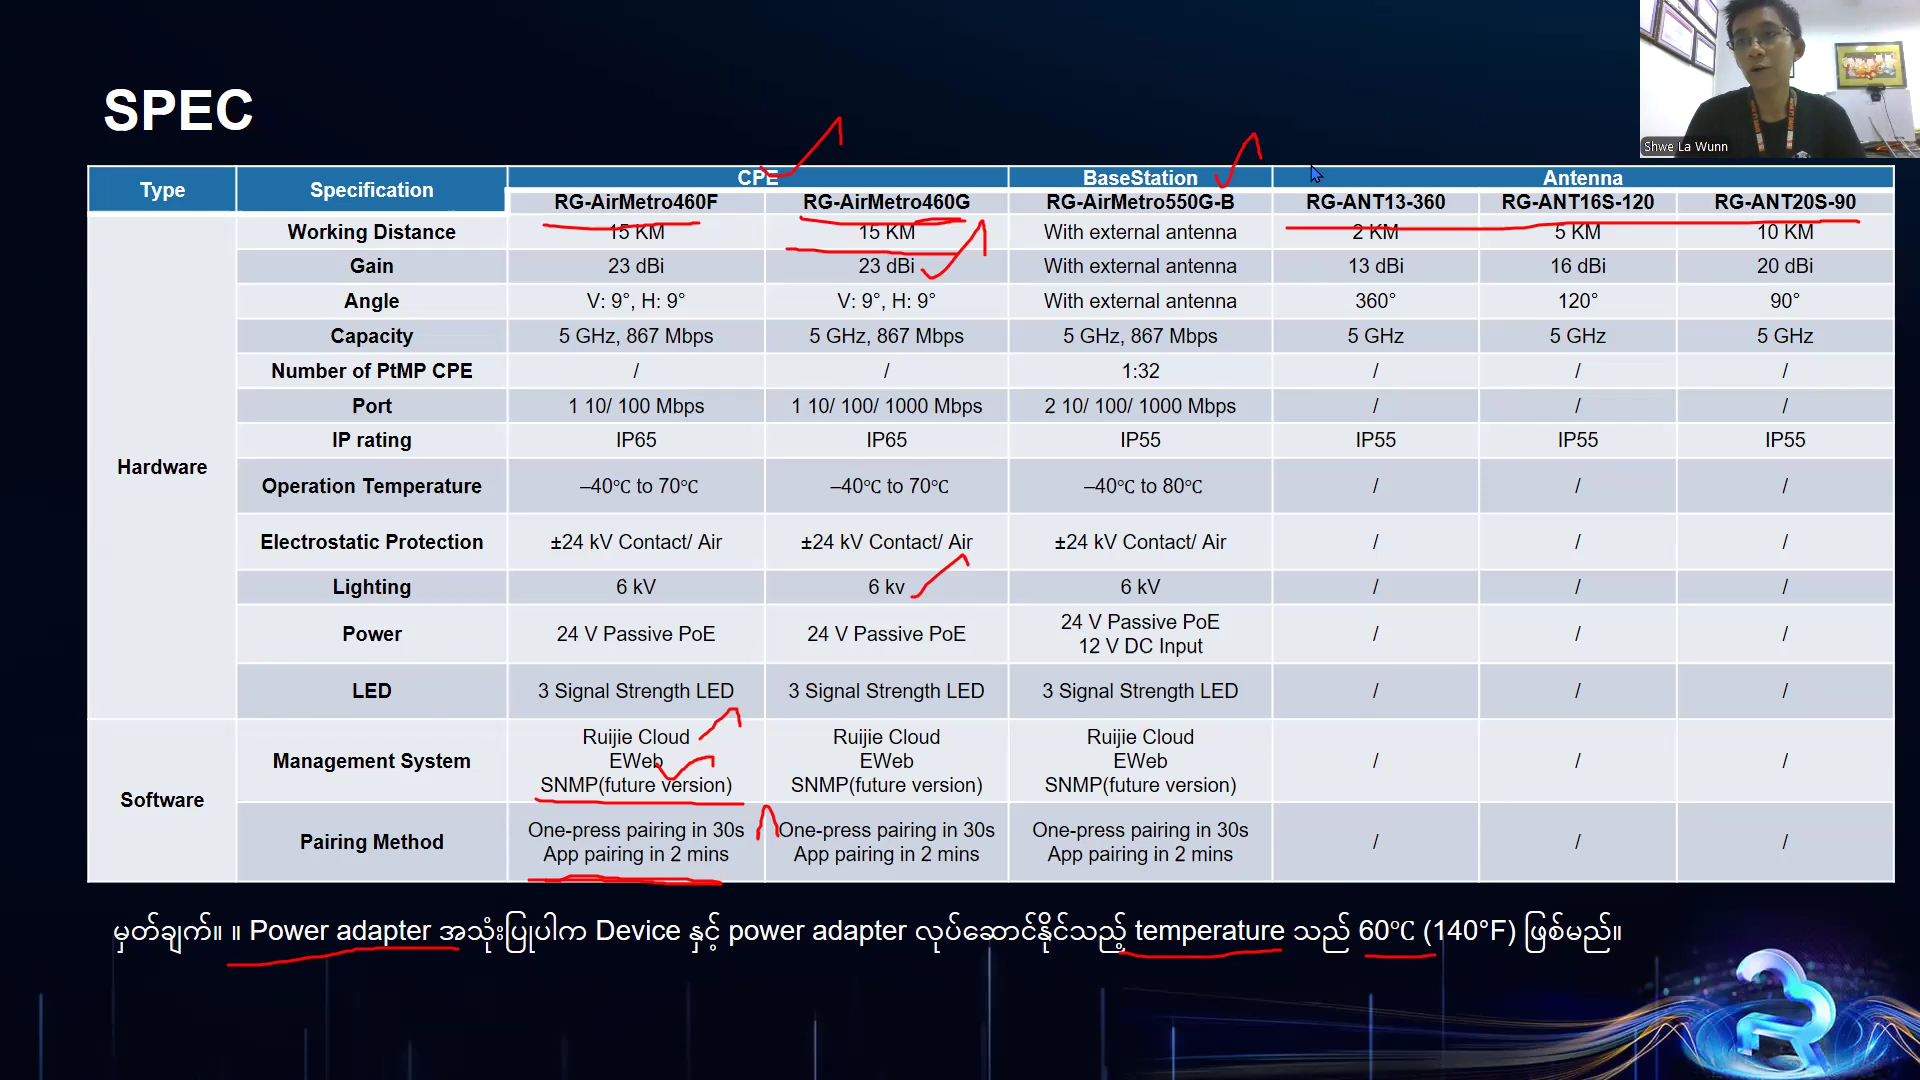 Shwe La Wunn
SPEC
Type Specification CPE BaseStation Antenna
RG-AirMetro460F RG-AirMetro460G RG-AirMetro550G-B RG-ANT13-360 RG-ANT16S-120 RG-ANT20S-90
Hardware
Working Distance 15 KM 15 KM With external antenna 2 KM 5 KM 10 KM
Gain 23 dBi 23 dBi With external antenna 13 dBi 16 dBi 20 dBi
Angle V: 9°, H: 9° V: 9°, H: 9° With external antenna 360° 120° 90°
Capacity 5 GHz, 867 Mbps 5 GHz, 867 Mbps 5 GHz, 867 Mbps 5 GHz 5 GHz 5 GHz
Number of PtMP CPE / / 1:32 / / /
Port 1 10/ 100 Mbps 1 10/ 100/ 1000 Mbps 2 10/ 100/ 1000 Mbps / / /
IP rating IP65 IP65 IP55 IP55 IP55 IP55
Operation Temperature –40℃ to 70℃ –40℃ to 70℃ –40℃ to 80℃ / / /
Electrostatic Protection ±24 kV Contact/ Air ±24 kV Contact/ Air ±24 kV Contact/ Air / / /
Lighting 6 kV 6 kv 6 kV / / /
Power 24 V Passive PoE 24 V Passive PoE 24 V Passive PoE / / /
12 V DC Input
LED 3 Signal Strength LED 3 Signal Strength LED 3 Signal Strength LED / / /
Software
Management System Ruijie Cloud Ruijie Cloud Ruijie Cloud / / /
EWeb EWeb EWeb
SNMP(future version) SNMP(future version) SNMP(future version)
Pairing Method One-press pairing in 30s One-press pairing in 30s One-press pairing in 30s / / /
App pairing in 2 mins App pairing in 2 mins App pairing in 2 mins
မှတ်ချက်။ ။ Power adapter အသုံးပြုပါက Device နှင့် power adapter လုပ်ဆောင်နိုင်သည့် temperature သည် 60℃ (140°F) ဖြစ်မည်။